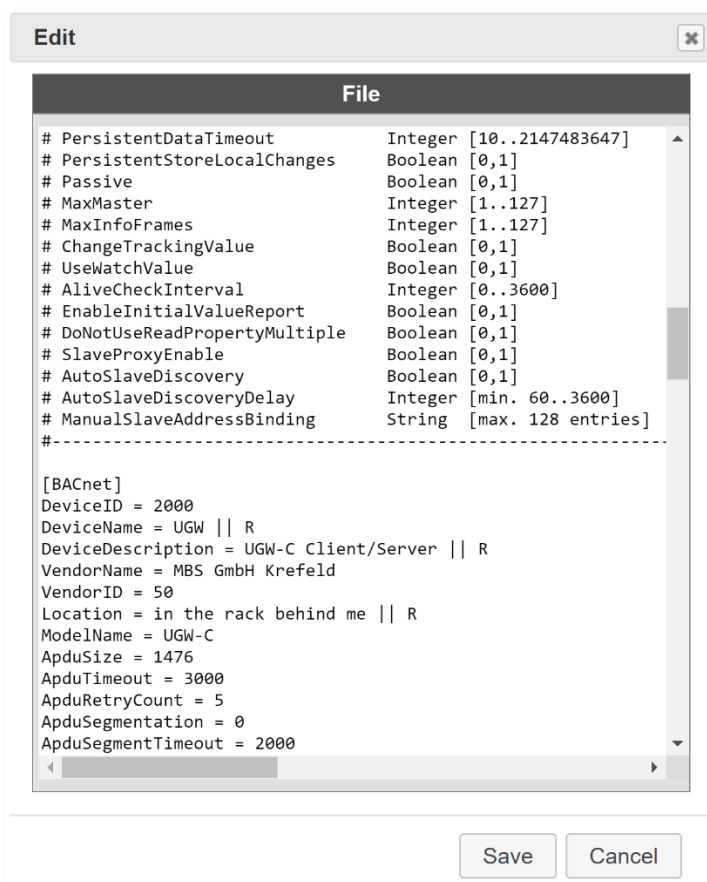 Edit
File
# PersistentDataTimeout           Integer [10..2147483647]
# PersistentStoreLocalChanges     Boolean [0,1]
# Passive                         Boolean [0,1]
# MaxMaster                       Integer [1..127]
# MaxInfoFrames                   Integer [1..127]
# ChangeTrackingValue             Boolean [0,1]
# UseWatchValue                   Boolean [0,1]
# AliveCheckInterval              Integer [0..3600]
# EnableInitialValueReport        Boolean [0,1]
# DoNotUseReadPropertyMultiple    Boolean [0,1]
# SlaveProxyEnable                Boolean [0,1]
# AutoSlaveDiscovery              Boolean [0,1]
# AutoSlaveDiscoveryDelay         Integer [min. 60..3600]
# ManualSlaveAddressBinding       String  [max. 128 entries]
#-------------------------------------------------------------
[BACnet]
DeviceID = 2000
DeviceName = UGW || R
DeviceDescription = UGW-C Client/Server || R
VendorName = MBS GmbH Krefeld
VendorID = 50
Location = in the rack behind me || R
ModelName = UGW-C
ApduSize = 1476
ApduTimeout = 3000
ApduRetryCount = 5
ApduSegmentation = 0
ApduSegmentTimeout = 2000
Save Cancel